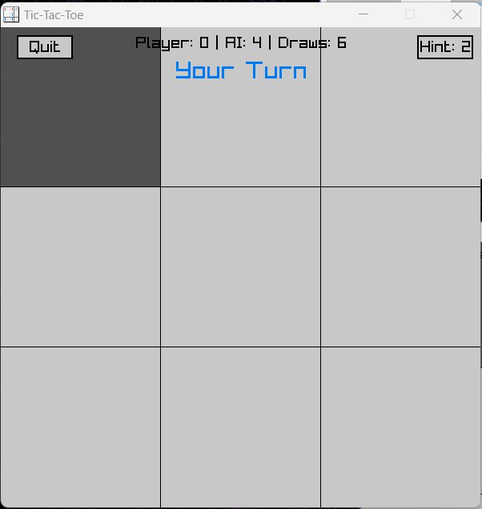 Tic-Tac-Toe
Quit
Player: 0 | AI: 4 | Draws: 6
Hint: 2
Your Turn